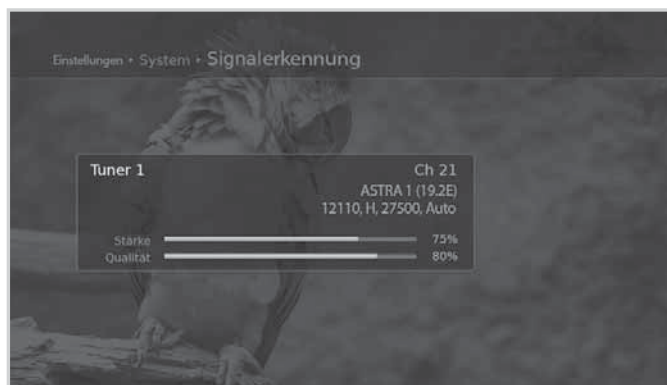 Einstellungen • System • Signalerkennung
Tuner 1 Ch 21
ASTRA 1 (19.2E)
12110, H, 27500, Auto
Stärke 75%
Qualität 80%